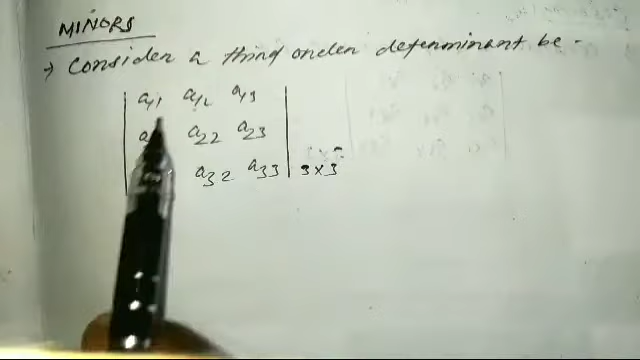 MINORS
→ Consider a third order determinant be -
a11 a12 a13
a22 a23
a32 a33 3×3